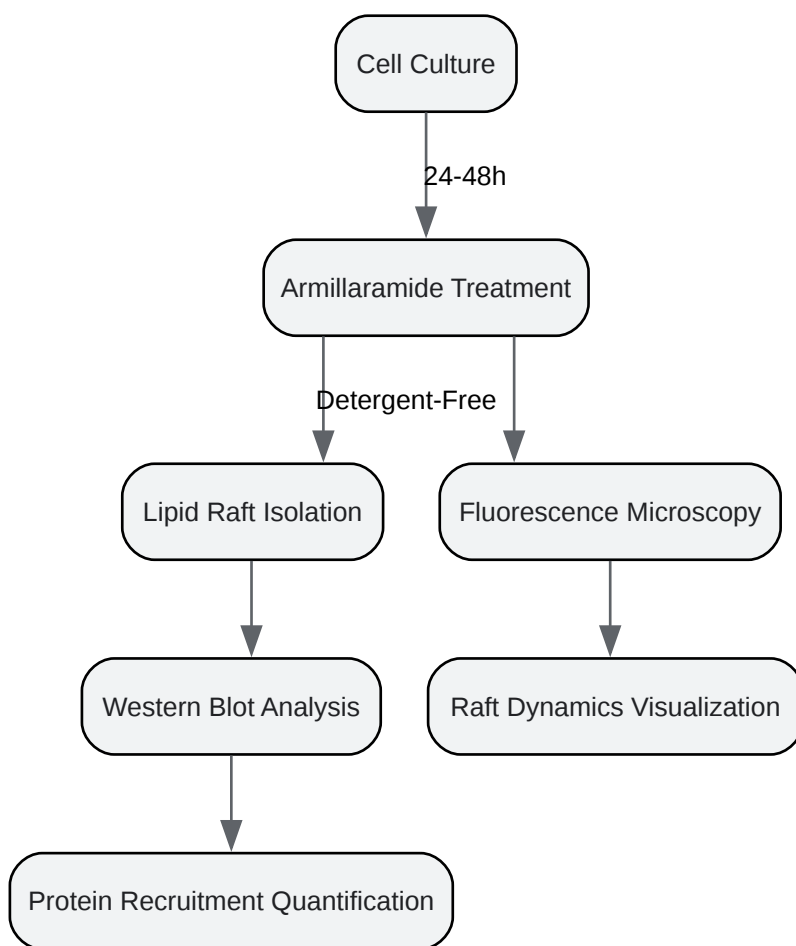 Cell Culture
24-48h
Armillaramide Treatment
Detergent-Free
Lipid Raft Isolation
Fluorescence Microscopy
Western Blot Analysis
Raft Dynamics Visualization
Protein Recruitment Quantification